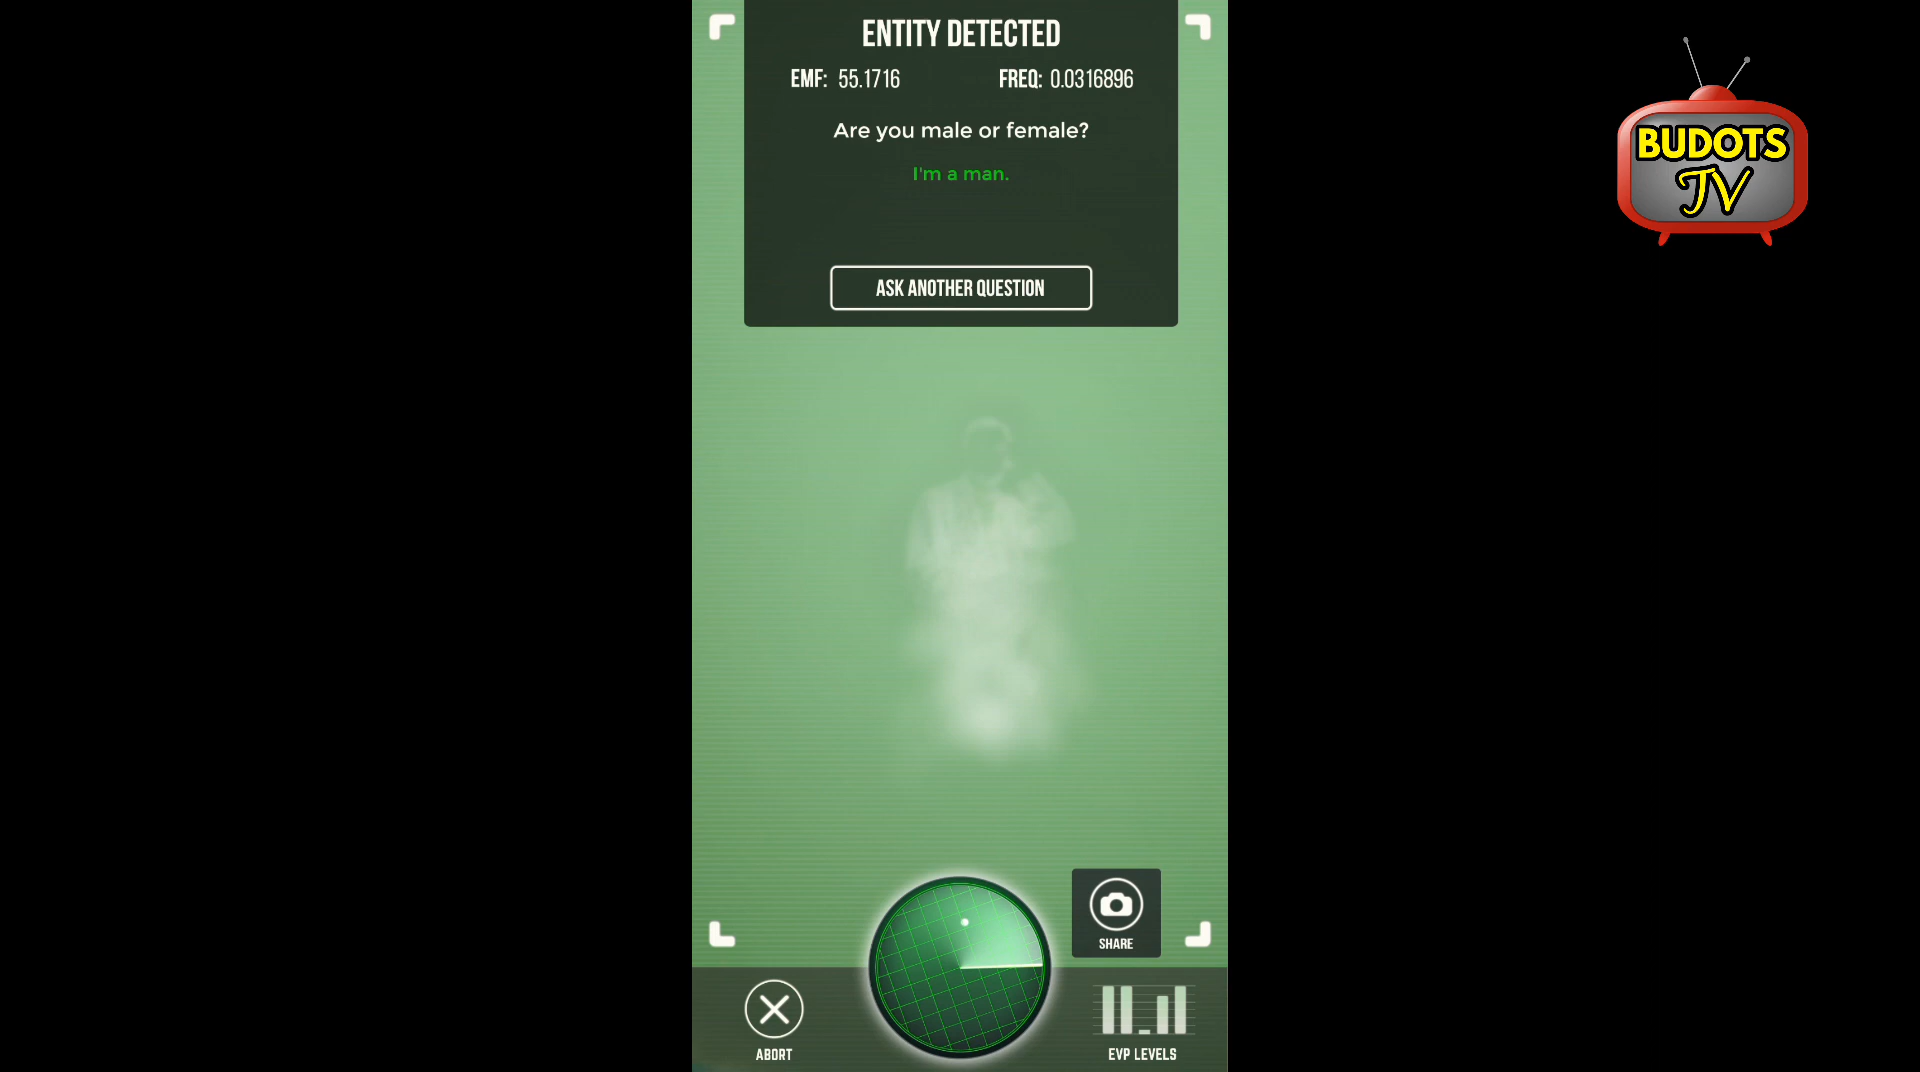 ENTITY DETECTED
EMF: 55.1716 FREQ: 0.0316896
Are you male or female?
I'm a man.
ASK ANOTHER QUESTION
BUDOTS
TV
SHARE
ABORT
EVP LEVELS